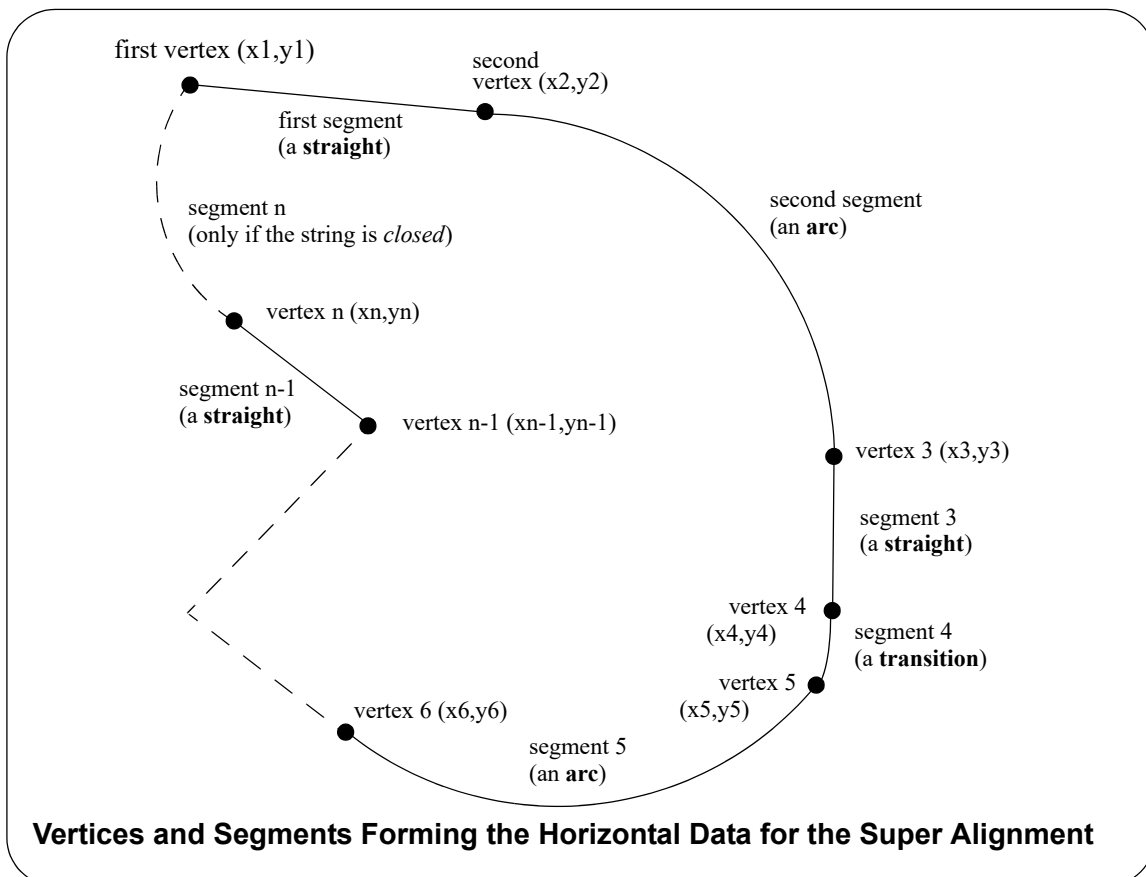 first vertex (x1,y1)
second
vertex (x2,y2)
first segment
(a straight)
second segment
(an arc)
segment n
(only if the string is closed)
vertex n (xn,yn)
segment n-1
(a straight)
vertex n-1 (xn-1,yn-1)
vertex 3 (x3,y3)
segment 3
(a straight)
vertex 4
(x4,y4)
segment 4
(a transition)
vertex 5
(x5,y5)
vertex 6 (x6,y6)
segment 5
(an arc)
Vertices and Segments Forming the Horizontal Data for the Super Alignment